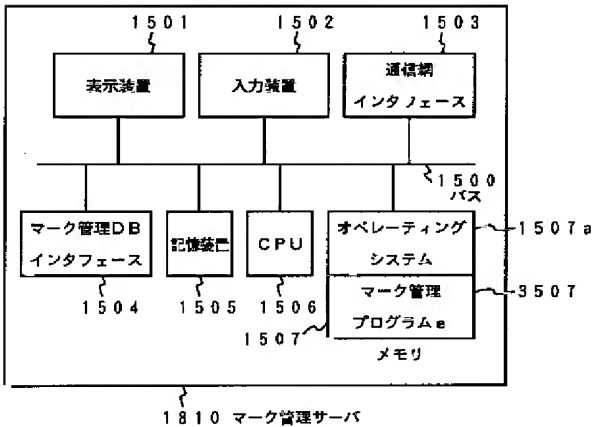 1501
1502
1503
表示装置
入力装置
通信網
インタフェース
1500
バス
マーク管理DB
インタフェース
記憶装置
CPU
オペレーティング
システム
1507a
マーク管理
プログラムe
3507
1504
1505
1506
1507
メモリ
1810 マーク管理サーバ